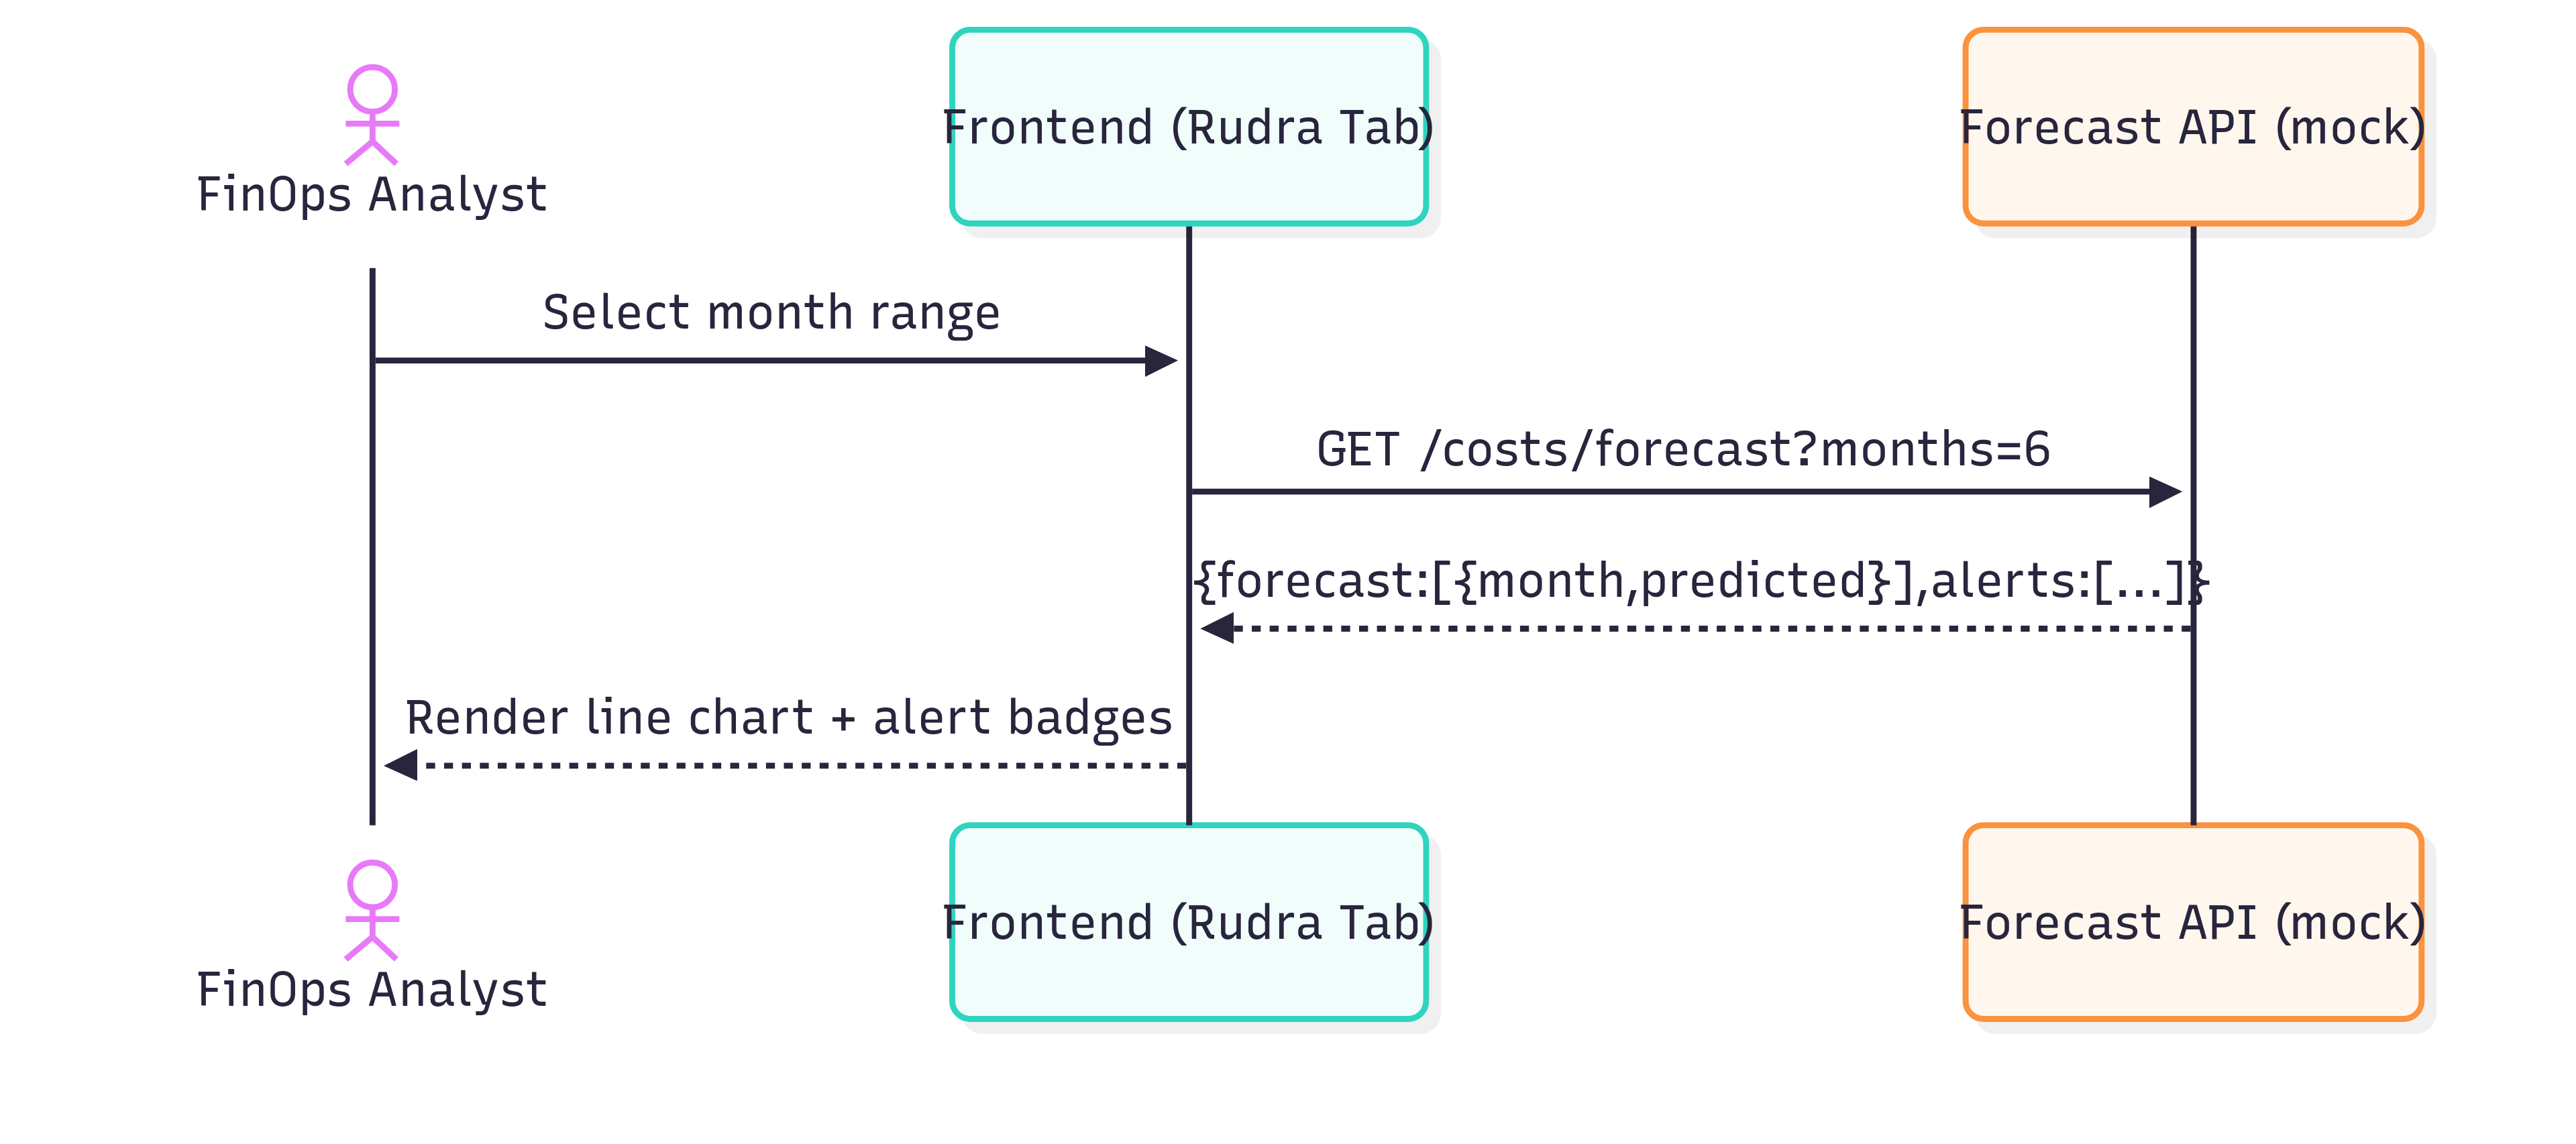 FinOps Analyst
Frontend (Rudra Tab)
Forecast API (mock)
Select month range
GET /costs/forecast?months=6
{forecast:[{month,predicted}],alerts:[...]}
Render line chart + alert badges
FinOps Analyst
Frontend (Rudra Tab)
Forecast API (mock)